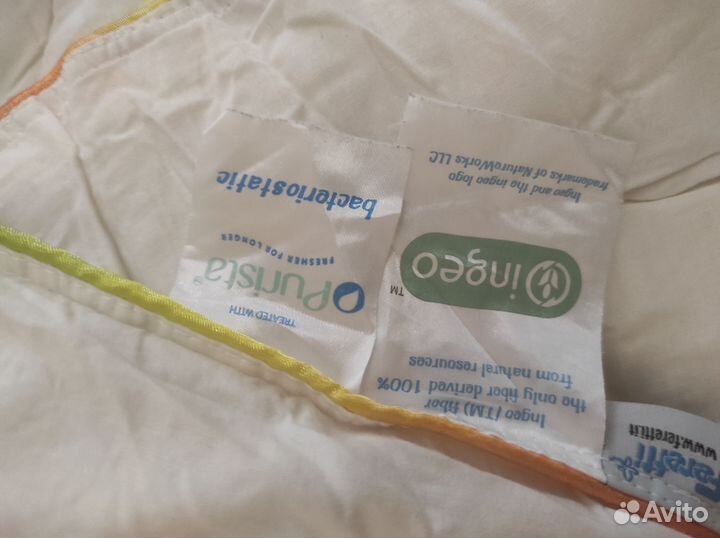 TREATED WITH
Purista®
FRESHER FOR LONGER
bacteriostatic
Ingeo (TM) fiber
the only fiber derived 100%
from natural resources
ingeo TM
Ingeo and the ingeo logo
trademarks of NatureWorks LLC
Feretti
www.feretti.it
Avito